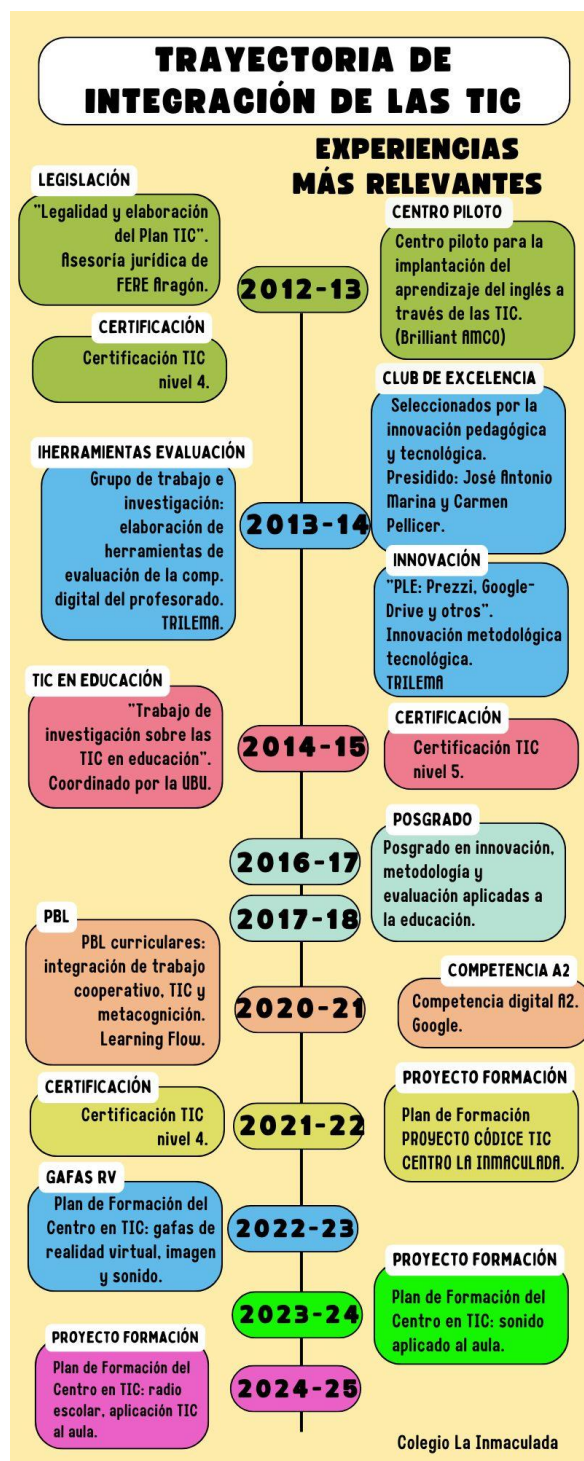 TRAYECTORIA DE
INTEGRACIÓN DE LAS TIC
EXPERIENCIAS
MÁS RELEVANTES
LEGISLACIÓN
"Legalidad y elaboración
del Plan TIC".
Asesoría jurídica de
FERE Aragón.
CENTRO PILOTO
Centro piloto para la
implantación del
aprendizaje del inglés a
través de las TIC.
(Brilliant AMCO)
2012-13
CERTIFICACIÓN
Certificación TIC
nivel 4.
CLUB DE EXCELENCIA
Seleccionados por la
innovación pedagógica
y tecnológica.
Presidido: José Antonio
Marina y Carmen
Pellicer.
IHERRAMIENTAS EVALUACIÓN
Grupo de trabajo e
investigación:
elaboración de
herramientas de
evaluación de la comp.
digital del profesorado.
TRILEMA.
2013-14
INNOVACIÓN
"PLE: Prezzi, Google-
Drive y otros".
Innovación metodológica
tecnológica.
TRILEMA
TIC EN EDUCACIÓN
"Trabajo de
investigación sobre las
TIC en educación".
Coordinado por la UBU.
2014-15
CERTIFICACIÓN
Certificación TIC
nivel 5.
2016-17
2017-18
POSGRADO
Posgrado en innovación,
metodología y
evaluación aplicadas a
la educación.
PBL
PBL curriculares:
integración de trabajo
cooperativo, TIC y
metacognición.
Learning Flow.
2020-21
COMPETENCIA A2
Competencia digital A2.
Google.
CERTIFICACIÓN
Certificación TIC
nivel 4.
2021-22
PROYECTO FORMACIÓN
Plan de Formación
PROYECTO CÓDICE TIC
CENTRO LA INMACULADA.
GAFAS RV
Plan de Formación del
Centro en TIC: gafas de
realidad virtual, imagen
y sonido.
2022-23
PROYECTO FORMACIÓN
Plan de Formación del
Centro en TIC: sonido
aplicado al aula.
2023-24
PROYECTO FORMACIÓN
Plan de Formación del
Centro en TIC: radio
escolar, aplicación TIC
al aula.
2024-25
Colegio La Inmaculada